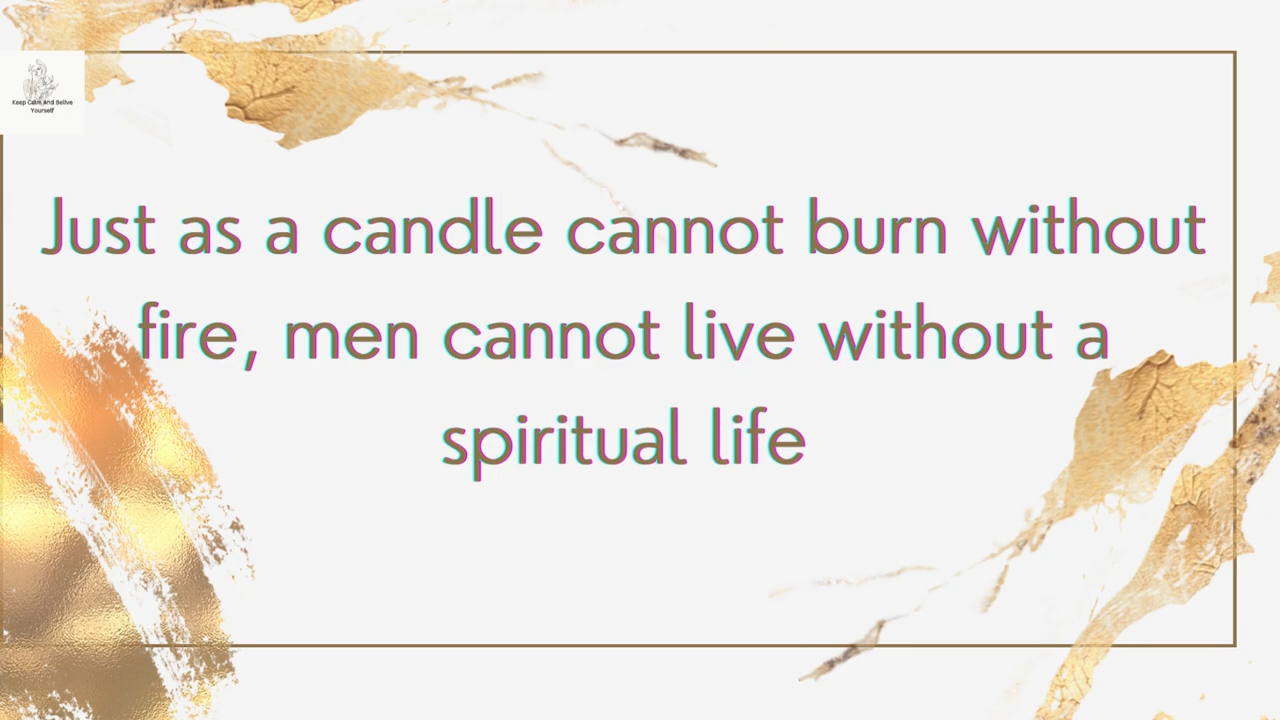 Keep Calm And Belive
Yourself
Just as a candle cannot burn without
fire, men cannot live without a
spiritual life